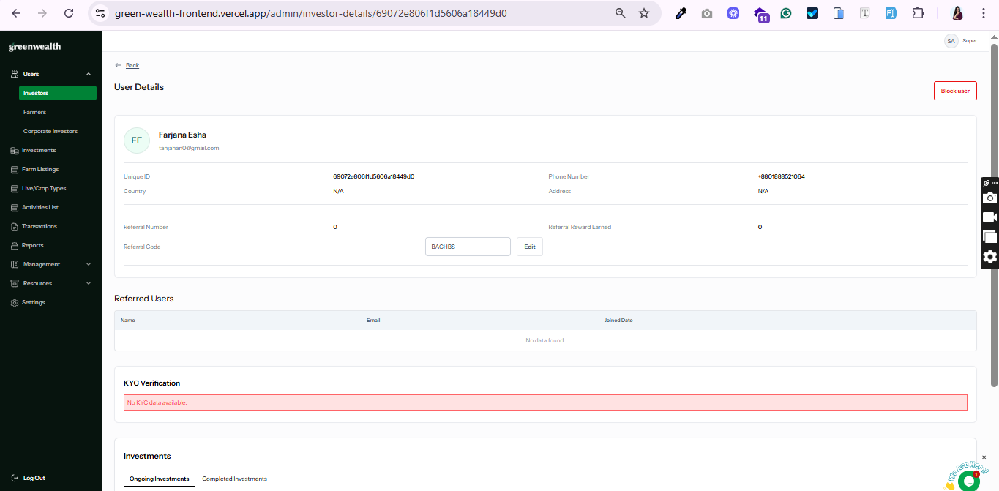 green-wealth-frontend.vercel.app/admin/investor-details/69072e806f1d5606a18449d0
11
greenwealth
SA Super
Users
Investors
Farmers
Corporate Investors
Investments
Farm Listings
Live/Crop Types
Activities List
Transactions
Reports
Management
Resources
Settings
Log Out
Back
User Details
Block user
FE
Farjana Esha
tanjahan0@gmail.com
Unique ID 69072e806f1d5606a18449d0 Phone Number +8801888521064
Country N/A Address N/A
Referral Number 0 Referral Reward Earned 0
Referral Code BACHBS Edit
Referred Users
Name Email Joined Date
No data found.
KYC Verification
No KYC data available.
Investments
Ongoing Investments Completed Investments
We Are Here!
1